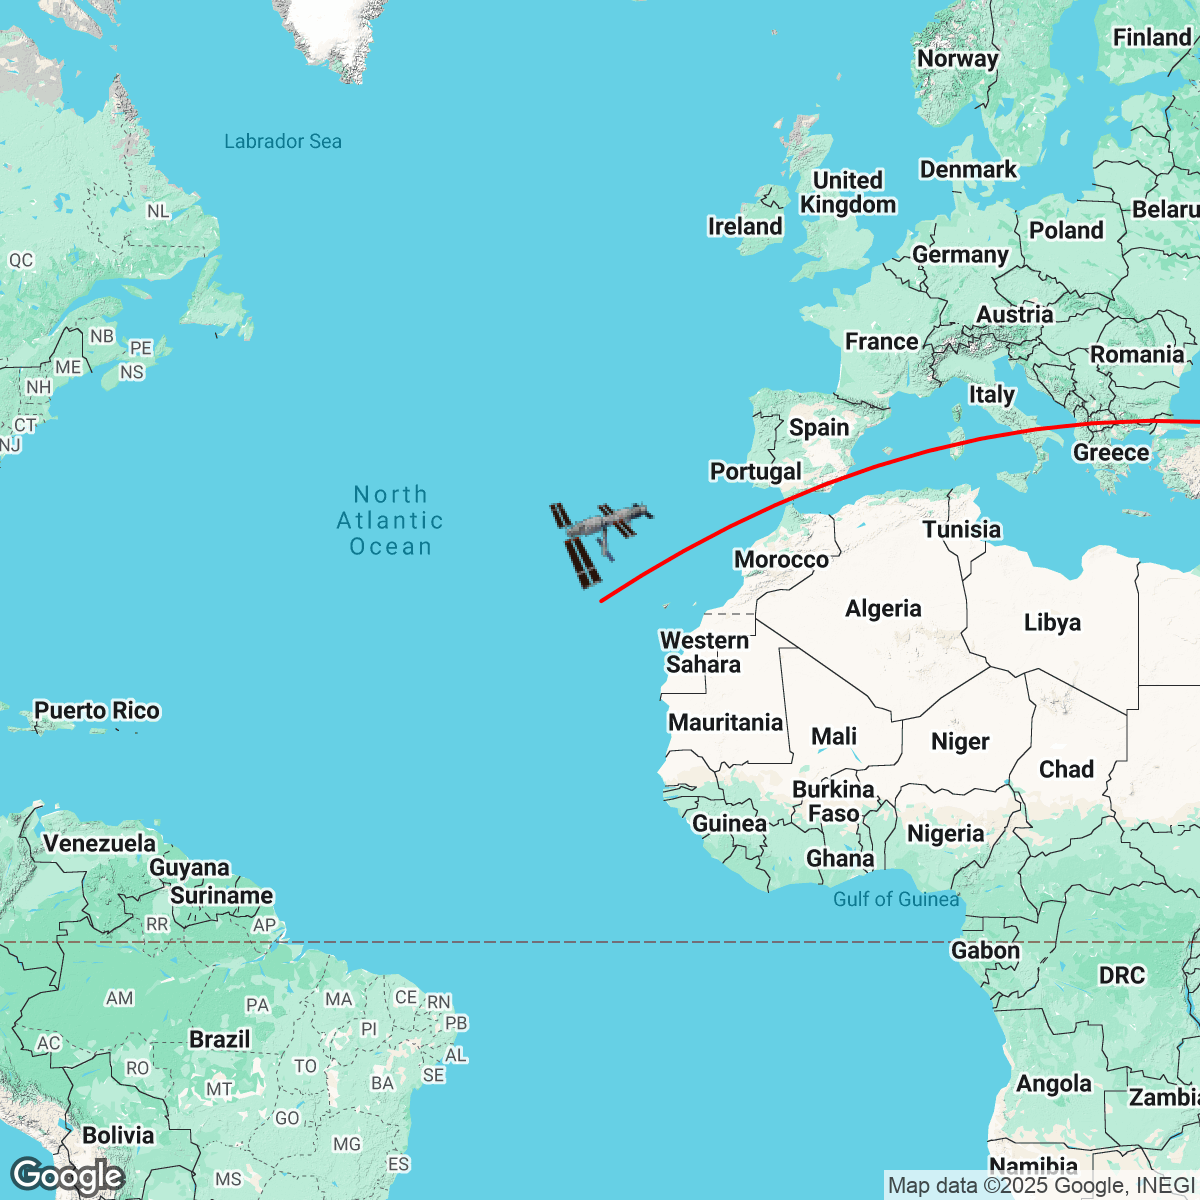 Finland
Norway
Labrador Sea
Denmark
United
Kingdom
NL
Belaru
Ireland
Poland
QC
Germany
Austria
NB
France
PE
Romania
ME
NS
NH
Italy
CT
Spain
NJ
Greece
Portugal
North
Atlantic
Ocean
Tunisia
Morocco
Algeria
Libya
Western
Sahara
Puerto Rico
Mauritania
Mali
Niger
Chad
Burkina
Faso
Guinea
Nigeria
Venezuela
Ghana
Guyana
Suriname
Gulf of Guinea
RR
AP
Gabon
DRC
AM
PA
MA
CE
RN
PB
PI
Brazil
AC
AL
RO
TO
SE
MT
BA
Angola
Zambia
GO
Bolivia
MG
ES
Namibia
MS
Google
Map data ©2025 Google, INEGI